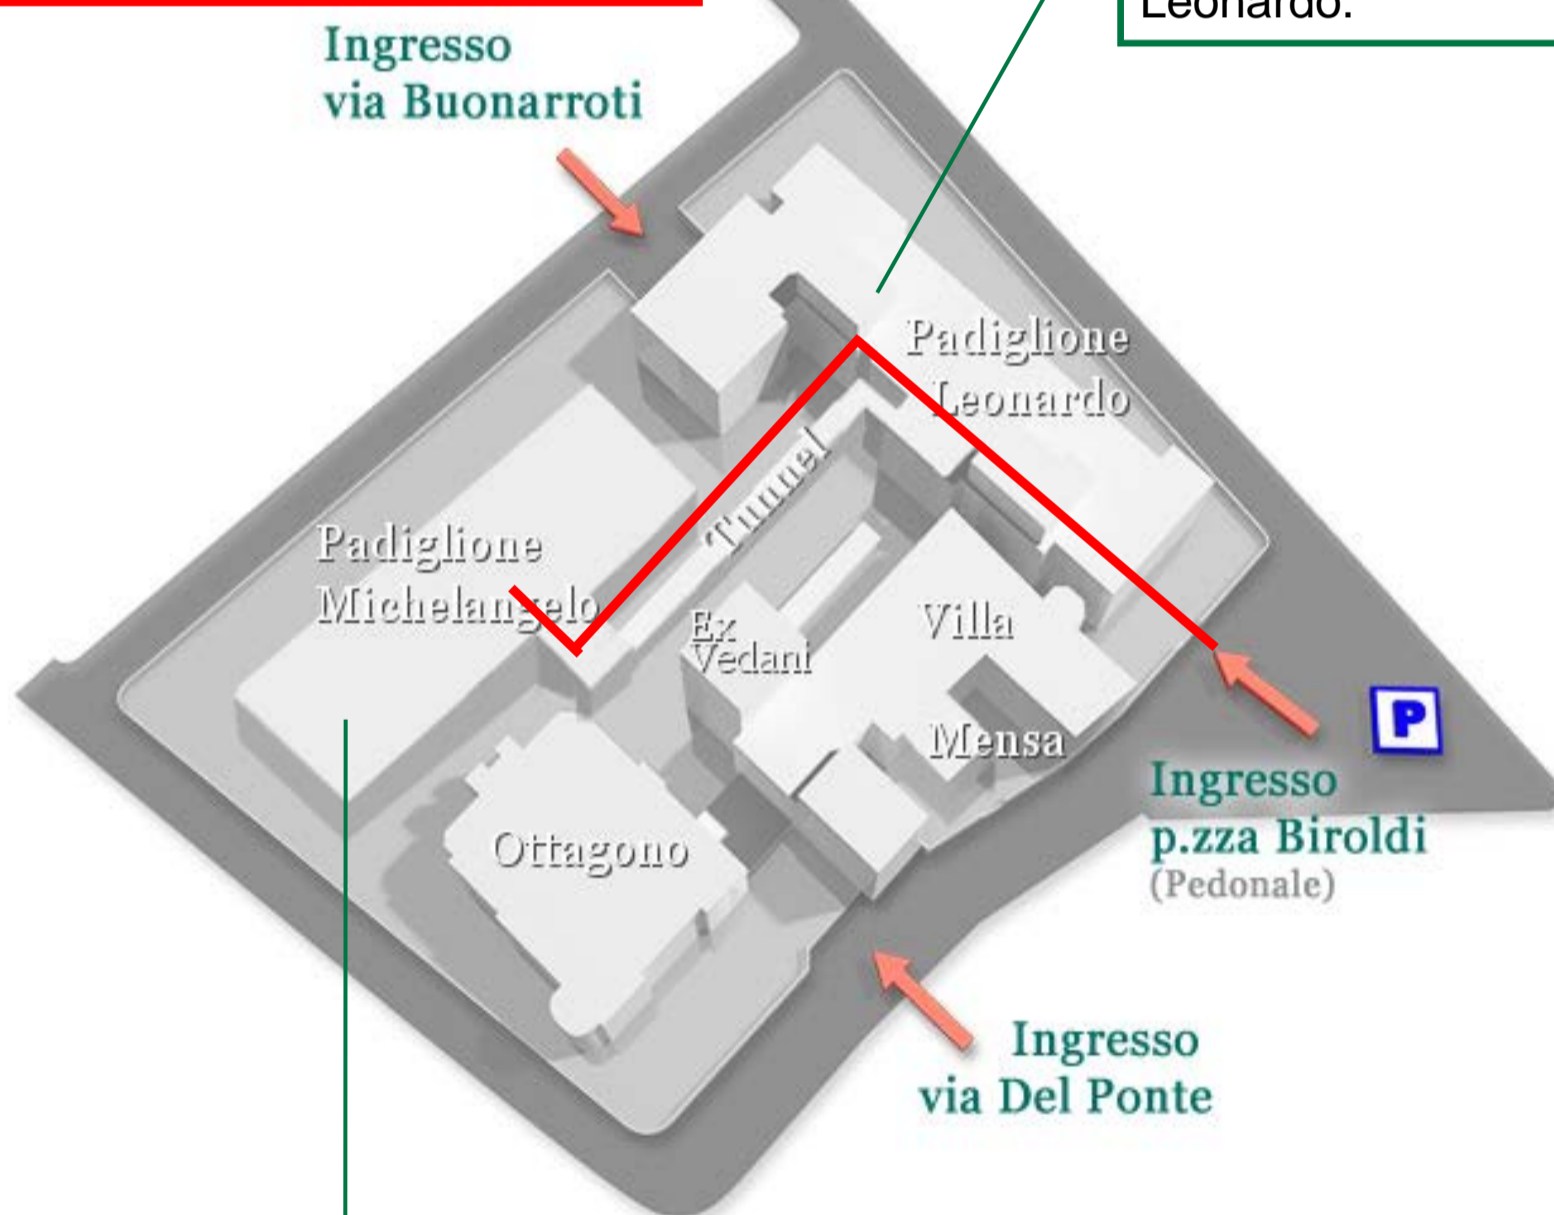 Leonardo.
Ingresso
via Buonarroti
Padiglione
Leonardo
Tunnel
Padiglione
Michelangelo
Ex
Vedani
Villa
Mensa
Ottagono
P
Ingresso
p.zza Biroldi
(Pedonale)
Ingresso
via Del Ponte